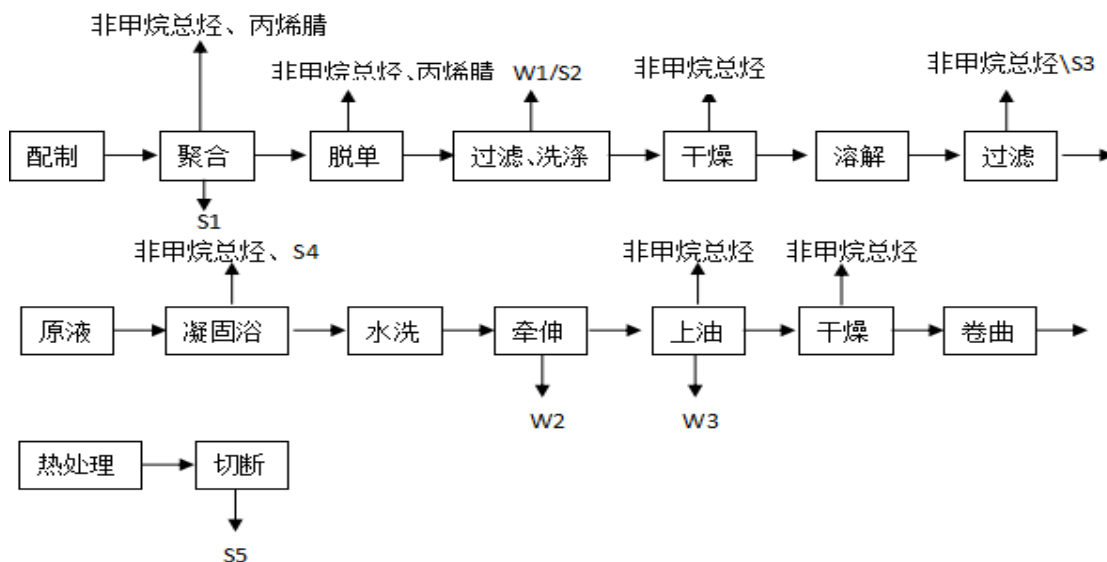 非甲烷总烃、丙烯腈
非甲烷总烃、丙烯腈
W1/S2
非甲烷总烃
非甲烷总烃\S3
配制
聚合
脱单
过滤、洗涤
干燥
溶解
过滤
S1
非甲烷总烃、S4
非甲烷总烃
非甲烷总烃
原液
凝固浴
水洗
牵伸
上油
干燥
卷曲
W2
W3
热处理
切断
S5